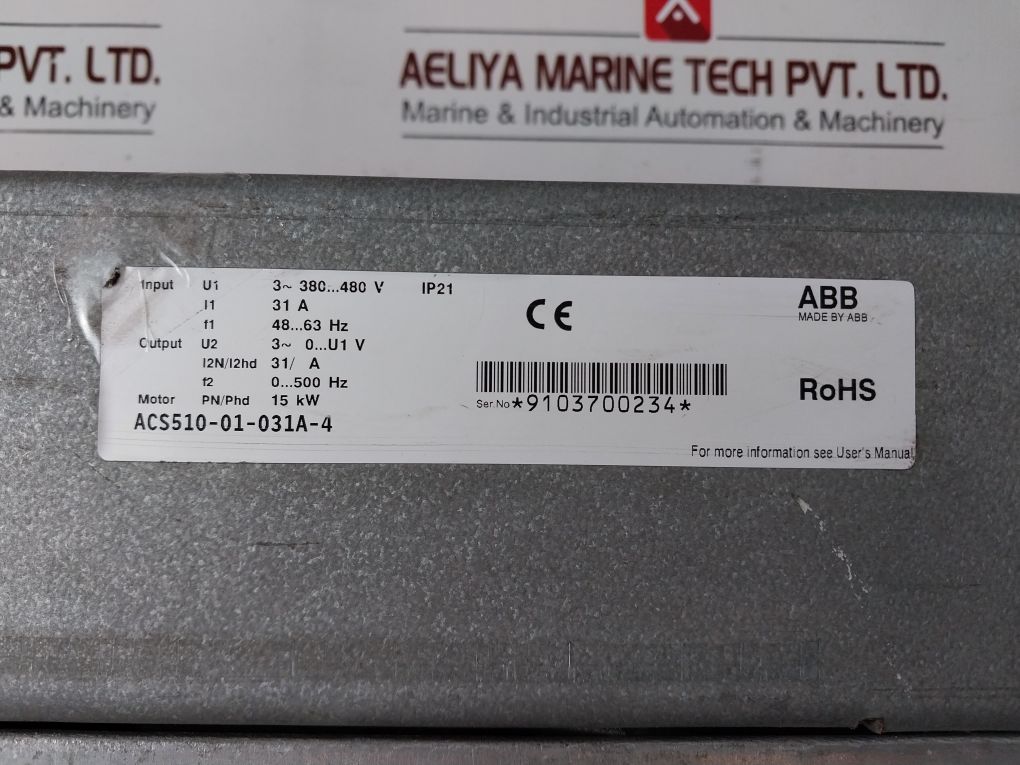 PVT. LTD.
& Machinery
AELIYA MARINE TECH PVT. LTD.
Marine & Industrial Automation & Machinery
Input U1 3~ 380...480 V IP21
I1 31 A
f1 48...63 Hz
Output U2 3~ 0...U1 V
I2N/I2hd 31/ A
f2 0...500 Hz
Motor PN/Phd 15 kW
ACS510-01-031A-4
CE
Ser.No *9103700234*
ABB
MADE BY ABB
RoHS
For more information see User's Manual